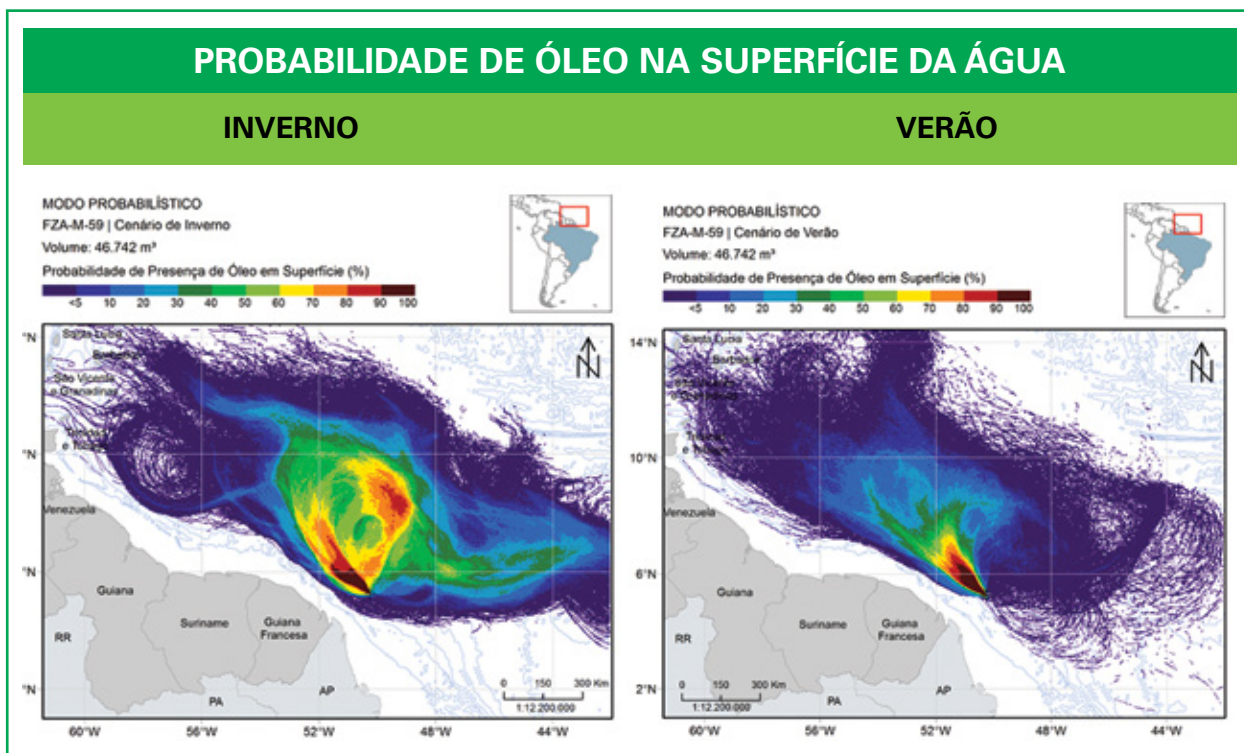 PROBABILIDADE DE ÓLEO NA SUPERFÍCIE DA ÁGUA
INVERNO
VERÃO
MODO PROBABILÍSTICO
FZA-M-59 | Cenário de Inverno
Volume: 46.742 m³
Probabilidade de Presença de Óleo em Superfície (%)
<5 10 20 30 40 50 60 70 80 90 100
Santa Lucia
São Vicente
e Granadinas
Venezuela
Guiana
Suriname
Guiana
Francesa
RR
PA
AP
N
0 150 300 Km
1:12.200.000
60°W 56°W 52°W 48°W 44°W
MODO PROBABILÍSTICO
FZA-M-59 | Cenário de Verão
Volume: 46.742 m³
Probabilidade de Presença de Óleo em Superfície (%)
<5 10 20 30 40 50 60 70 80 90 100
14°N
10°N
6°N
2°N
Santa Lucia
Venezuela
Guiana
Suriname
Guiana
Francesa
RR
PA
AP
N
0 150 300 Km
1:12.200.000
60°W 56°W 52°W 48°W 44°W